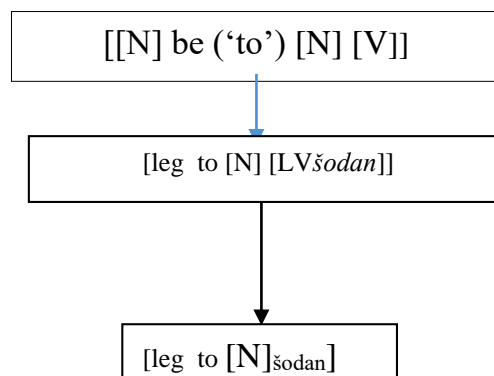 [[N] be (‘to’) [N] [V]]
[leg to [N] [LVšodan]]
[leg to [N]šodan]